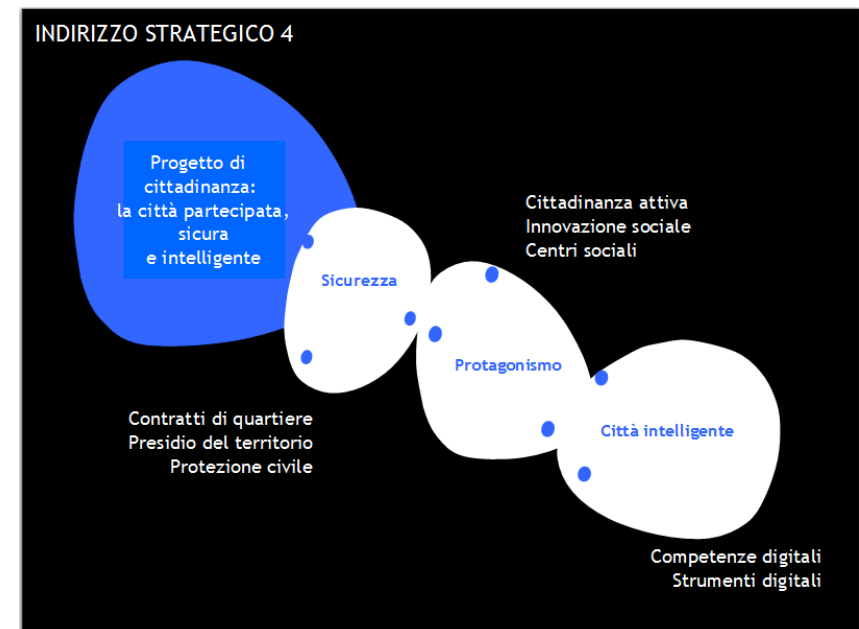 INDIRIZZO STRATEGICO 4
Progetto di
cittadinanza:
la città partecipata,
sicura
e intelligente
Sicurezza
Contratti di quartiere
Presidio del territorio
Protezione civile
Cittadinanza attiva
Innovazione sociale
Centri sociali
Protagonismo
Città intelligente
Competenze digitali
Strumenti digitali